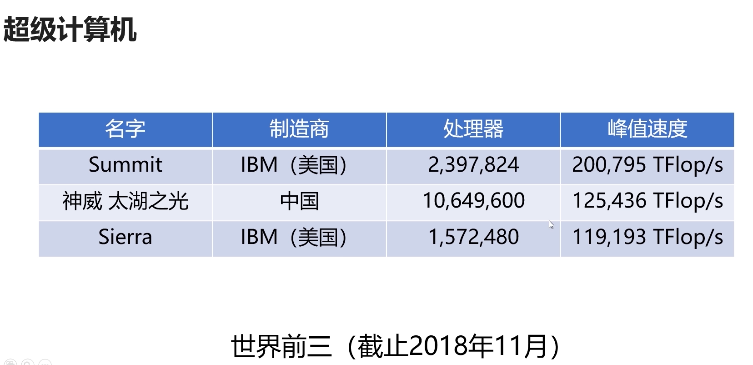 超级计算机
名字 制造商 处理器 峰值速度
Summit IBM（美国） 2,397,824 200,795 TFlop/s
神威 太湖之光 中国 10,649,600 125,436 TFlop/s
Sierra IBM（美国） 1,572,480 119,193 TFlop/s
世界前三（截止2018年11月）